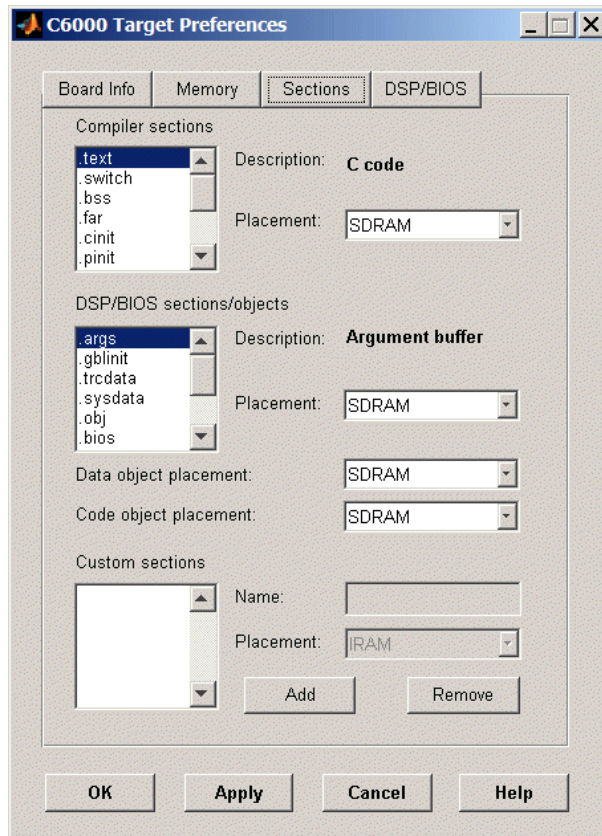 C6000 Target Preferences
Board Info Memory Sections DSP/BIOS
Compiler sections
.text
.switch
.bss
.far
.cinit
.pinit
Description: C code
Placement: SDRAM
DSP/BIOS sections/objects
.args
.gblinit
.trcdata
.sysdata
.obj
.bios
Description: Argument buffer
Placement: SDRAM
Data object placement: SDRAM
Code object placement: SDRAM
Custom sections
Name:
Placement: IRAM
Add Remove
OK Apply Cancel Help